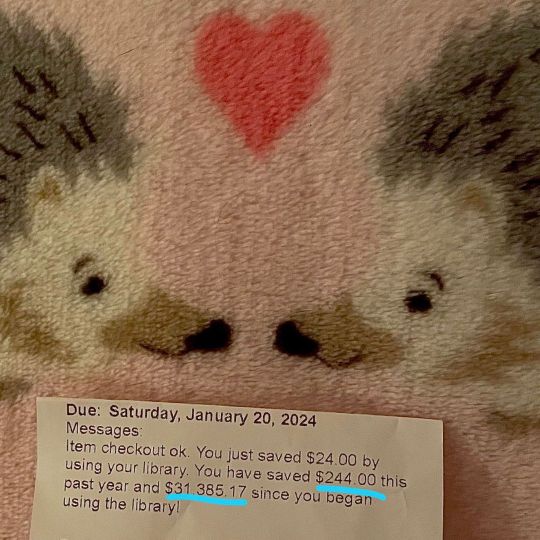 Due: Saturday, January 20, 2024
Messages:
Item checkout ok. You just saved $24.00 by
using your library. You have saved $244.00 this
past year and $31,385.17 since you began
using the library!